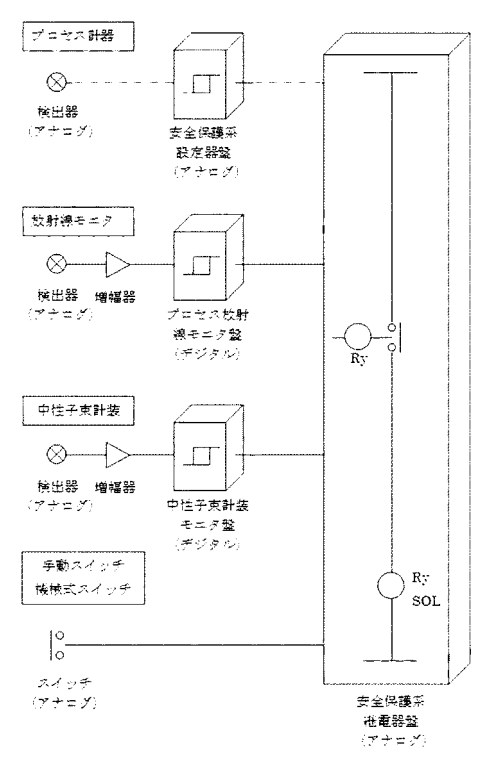 プロセス計器
検出器
(アナログ)
安全保護系
設定器盤
(アナログ)
放射線モニタ
検出器
(アナログ)
増幅器
プロセス放射
線モニタ盤
(デジタル)
Ry
中性子束計装
検出器
(アナログ)
増幅器
中性子束計装
モニタ盤
(デジタル)
手動スイッチ
機械式スイッチ
Ry
SOL
スイッチ
(アナログ)
安全保護系
継電器盤
(アナログ)